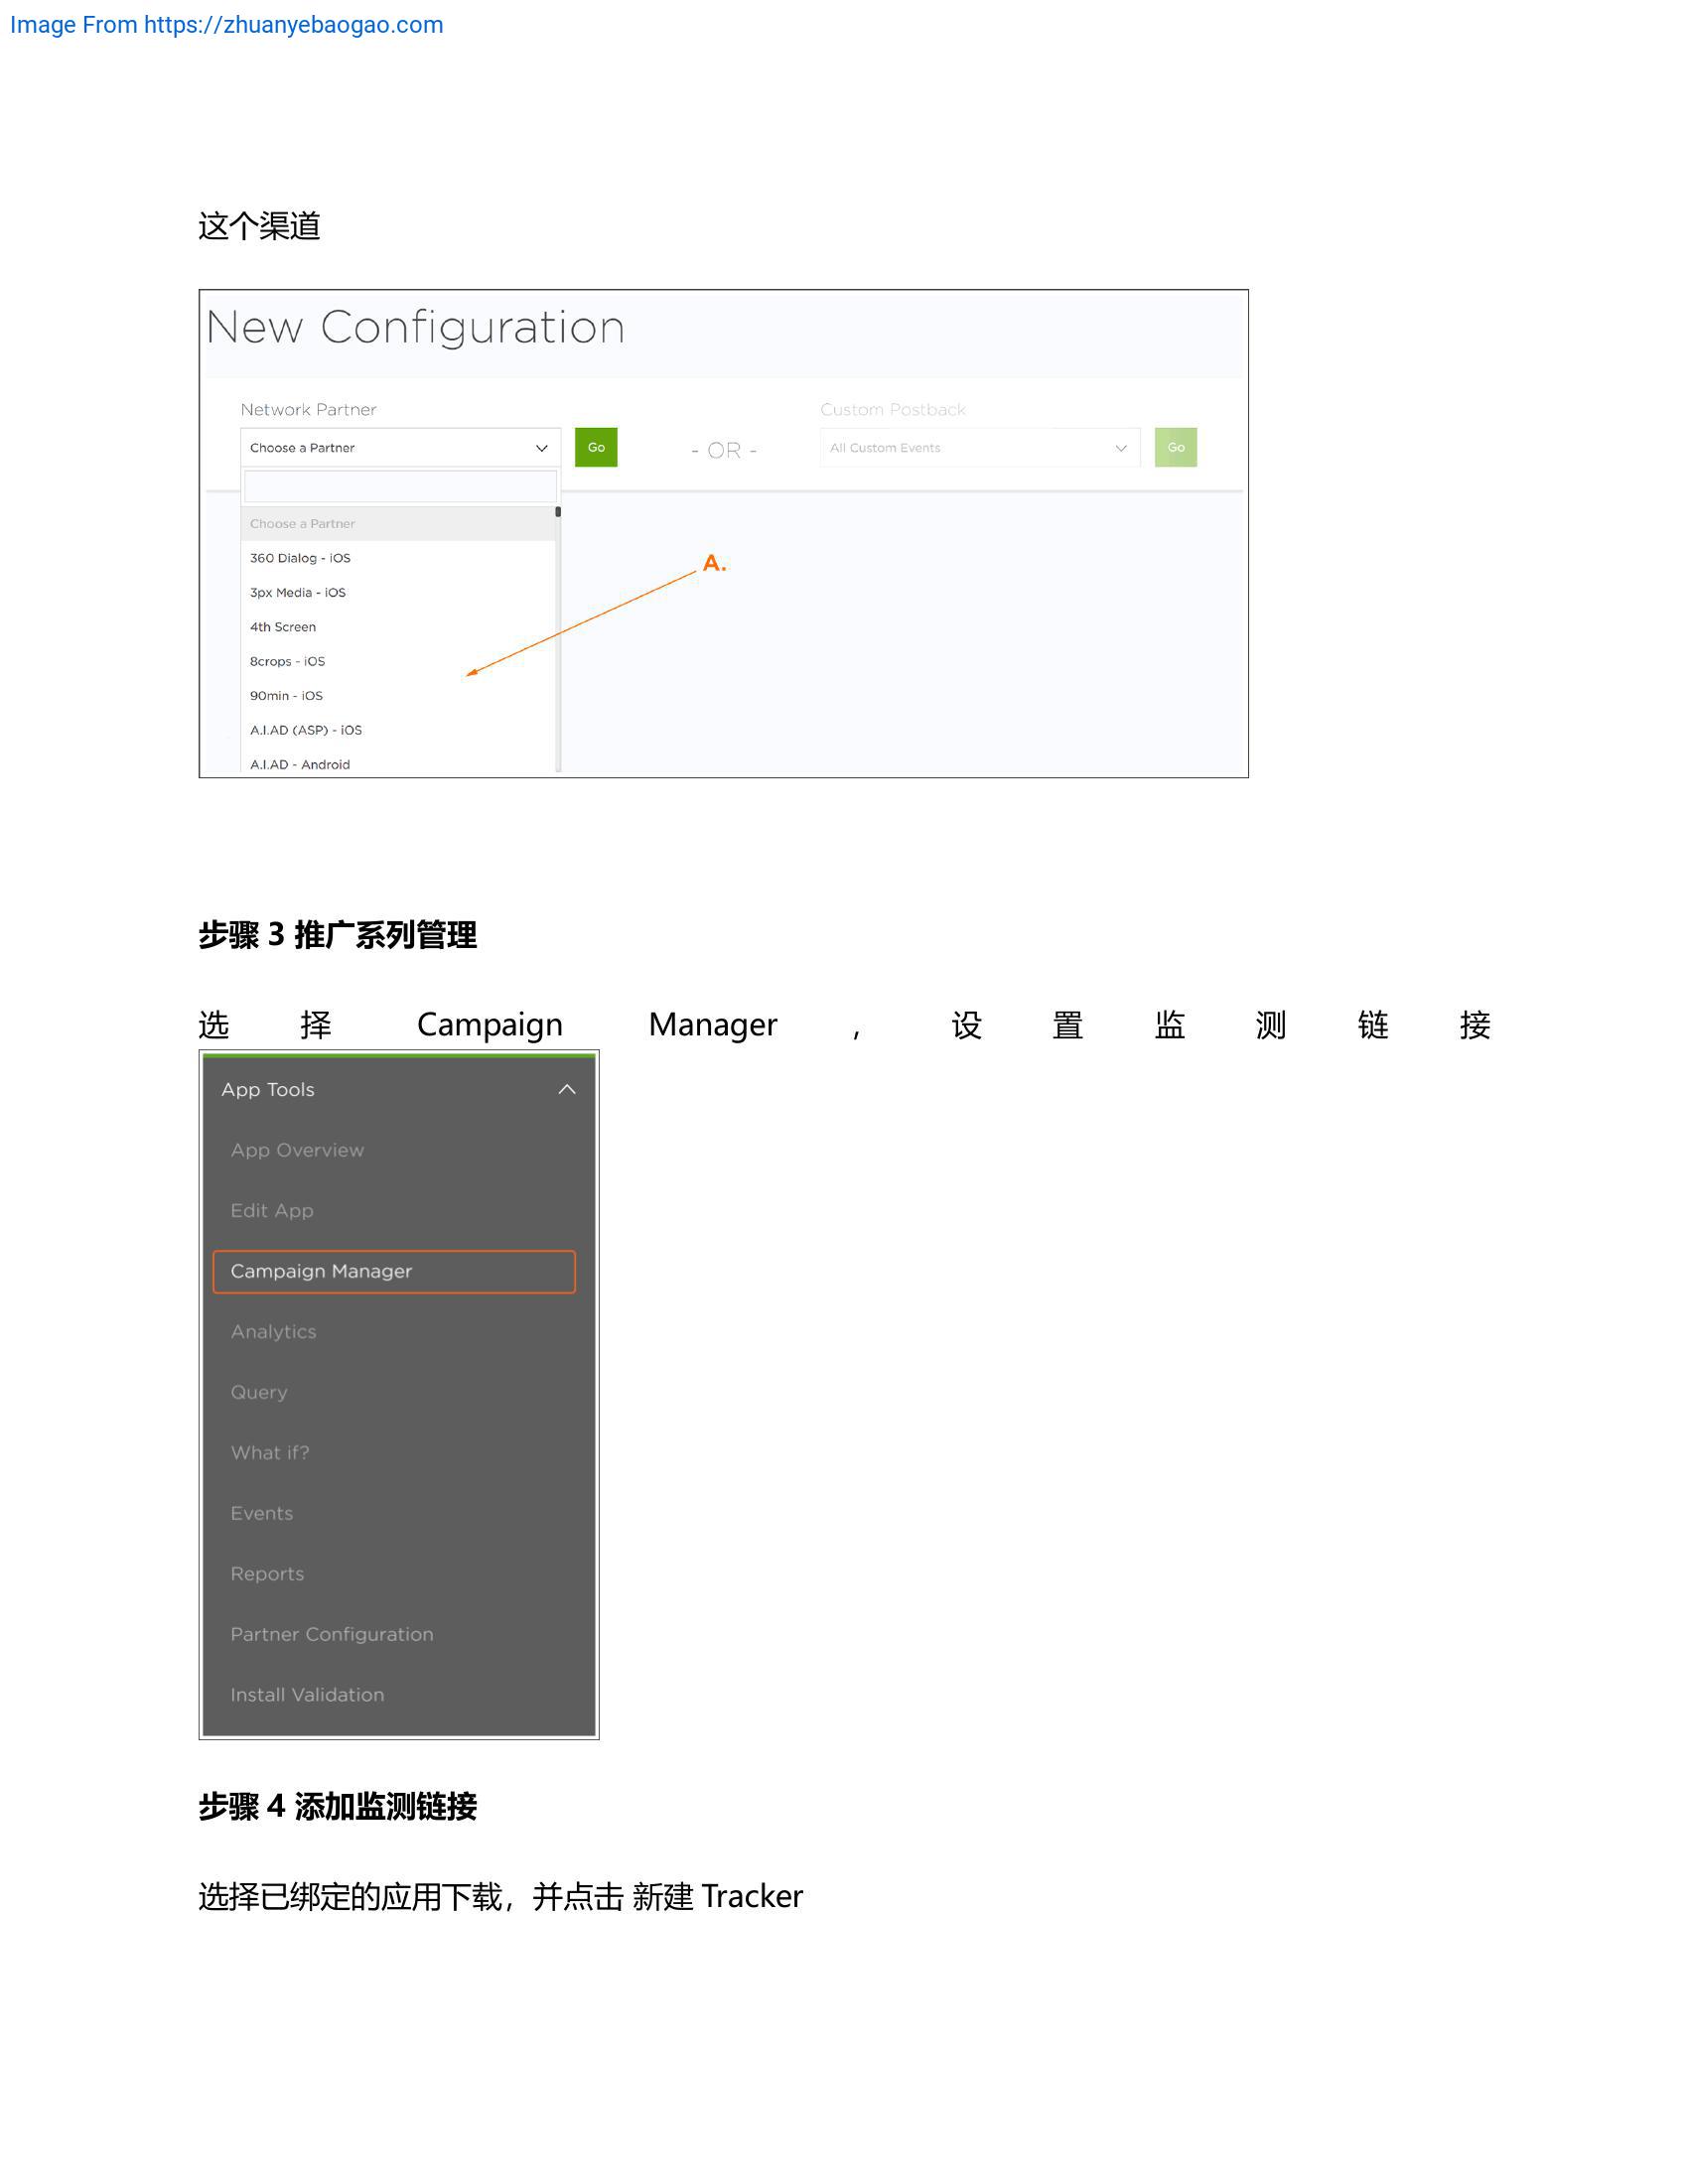 Image From https://zhuanyebaogao.com
这个渠道
New Configuration
Network Partner
Custom Postback
Choose a Partner
Go
- OR -
All Custom Events
Go
Choose a Partner
360 Dialog - iOS
A.
3px Media - iOS
4th Screen
8crops - iOS
90min - iOS
A.I.AD (ASP) - iOS
A.I.AD - Android
步骤 3 推广系列管理
选择 Campaign Manager，设置监测链接
App Tools
App Overview
Edit App
Campaign Manager
Analytics
Query
What if?
Events
Reports
Partner Configuration
Install Validation
步骤 4 添加监测链接
选择已绑定的应用下载，并点击 新建 Tracker